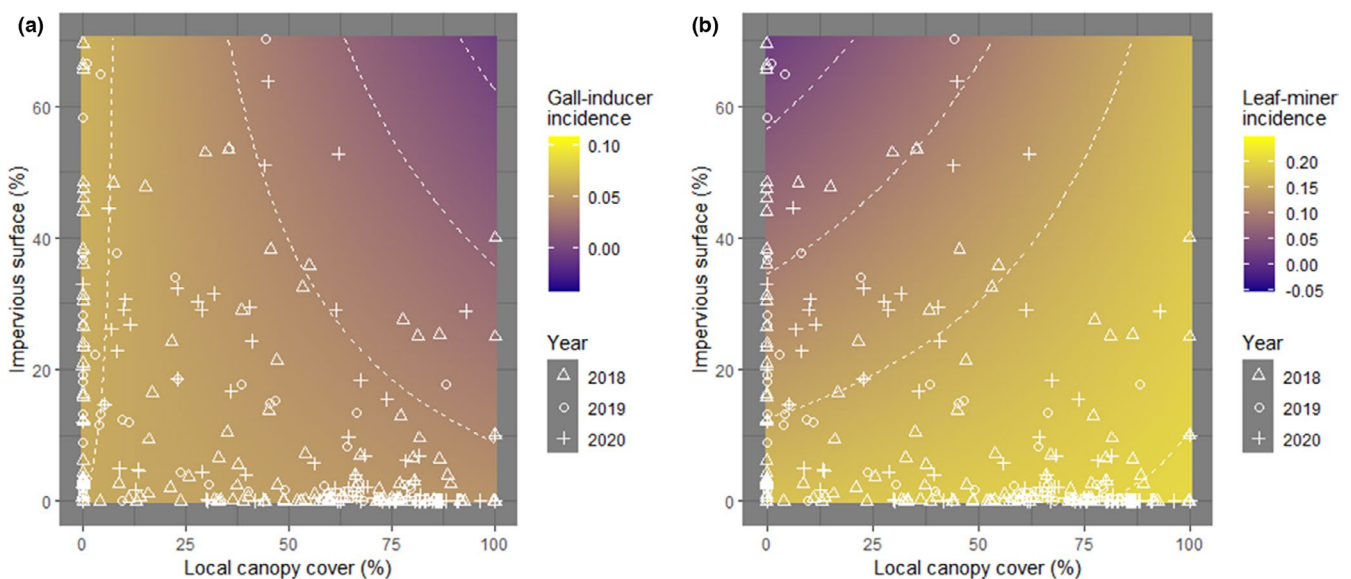 (a)
Impervious surface (%)
60
40
20
0
0 25 50 75 100
Local canopy cover (%)
Gall-inducer
incidence
0.10
0.05
0.00
Year
2018
2019
2020
(b)
Impervious surface (%)
60
40
20
0
0 25 50 75 100
Local canopy cover (%)
Leaf-miner
incidence
0.20
0.15
0.10
0.05
0.00
-0.05
Year
2018
2019
2020